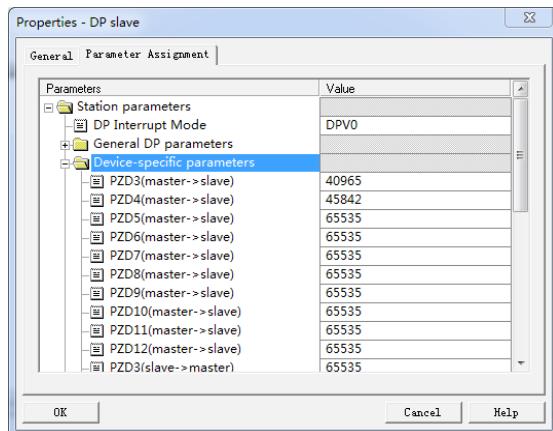 Properties - DP slave
General Parameter Assignment
Parameters Value
Station parameters
DP Interrupt Mode DPV0
General DP parameters
Device-specific parameters
PZD3(master->slave) 40965
PZD4(master->slave) 45842
PZD5(master->slave) 65535
PZD6(master->slave) 65535
PZD7(master->slave) 65535
PZD8(master->slave) 65535
PZD9(master->slave) 65535
PZD10(master->slave) 65535
PZD11(master->slave) 65535
PZD12(master->slave) 65535
PZD3(slave->master) 65535
OK Cancel Help